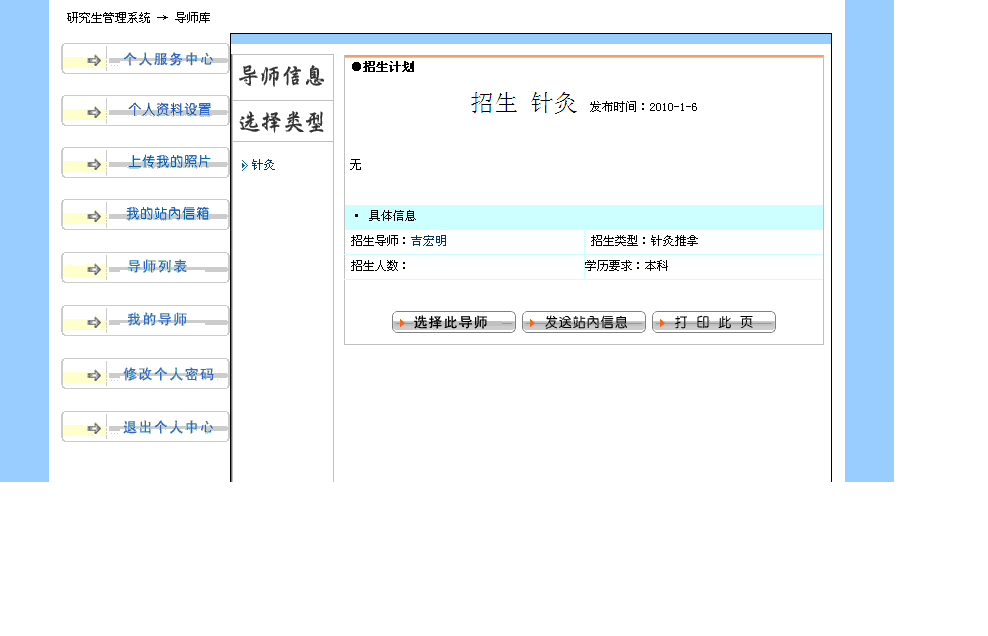 研究生管理系统 → 导师库
个人服务中心
个人资料设置
上传我的照片
我的站内信箱
导师列表
我的导师
修改个人密码
退出个人中心
导师信息
选择类型
针灸
●招生计划
招生 针灸 发布时间：2010-1-6
无
· 具体信息
招生导师：吉宏明 招生类型：针灸推拿
招生人数： 学历要求：本科
选择此导师 发送站内信息 打 印 此 页